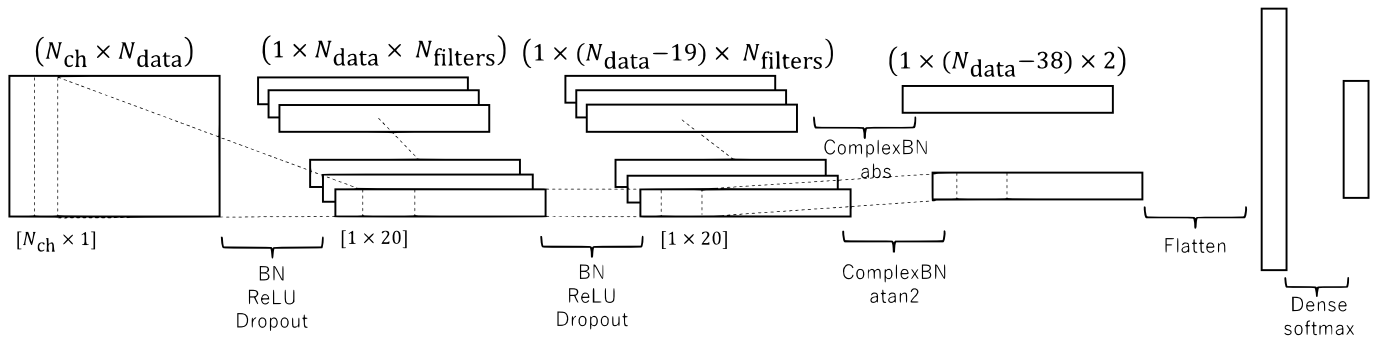 (N_ch × N_data)
(1 × N_data × N_filters)
(1 × (N_data−19) × N_filters)
(1 × (N_data−38) × 2)
ComplexBN
abs
[N_ch × 1]
[1 × 20]
[1 × 20]
BN
ReLU
Dropout
BN
ReLU
Dropout
ComplexBN
atan2
Flatten
Dense
softmax